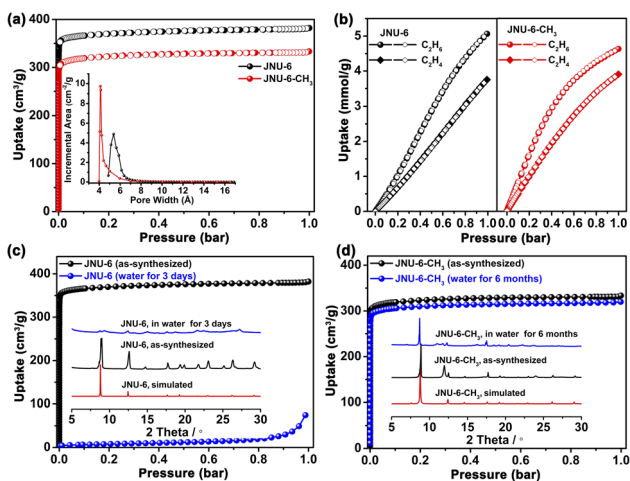 (a)
400
300
200
100
0
Uptake (cm³/g)
JNU-6
JNU-6-CH₃
Incremental Area (cm⁻²/g)
10
8
6
4
2
0
4 6 8 10 12 14 16
Pore Width (Å)
0.0 0.2 0.4 0.6 0.8 1.0
Pressure (bar)
(b)
5
4
3
2
1
0
Uptake (mmol/g)
JNU-6
C₂H₆
C₂H₄
JNU-6-CH₃
C₂H₆
C₂H₄
0.0 0.2 0.4 0.6 0.8 1.0
0.0 0.2 0.4 0.6 0.8 1.0
Pressure (bar)
(c)
JNU-6 (as-synthesized)
JNU-6 (water for 3 days)
400
300
200
100
0
Uptake (cm³/g)
JNU-6, in water for 3 days
JNU-6, as-synthesized
JNU-6, simulated
5 10 15 20 25 30
2 Theta / °
0.0 0.2 0.4 0.6 0.8 1.0
Pressure (bar)
(d)
JNU-6-CH₃ (as-synthesized)
JNU-6-CH₃ (water for 6 months)
400
300
200
100
0
Uptake (cm³/g)
JNU-6-CH₃, in water for 6 months
JNU-6-CH₃, as-synthesized
JNU-6-CH₃, simulated
5 10 15 20 25 30
2 Theta / °
0.0 0.2 0.4 0.6 0.8 1.0
Pressure (bar)